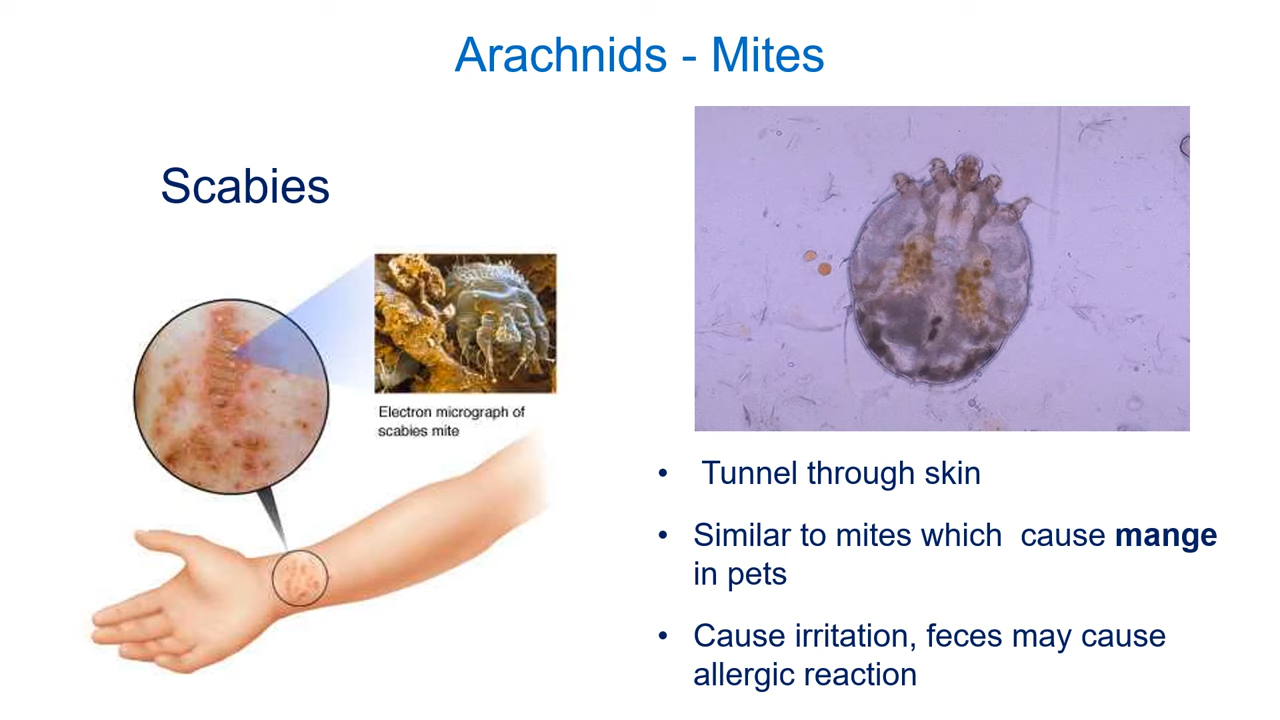 Arachnids - Mites
Scabies
Electron micrograph of
scabies mite
• Tunnel through skin
• Similar to mites which cause mange
in pets
• Cause irritation, feces may cause
allergic reaction